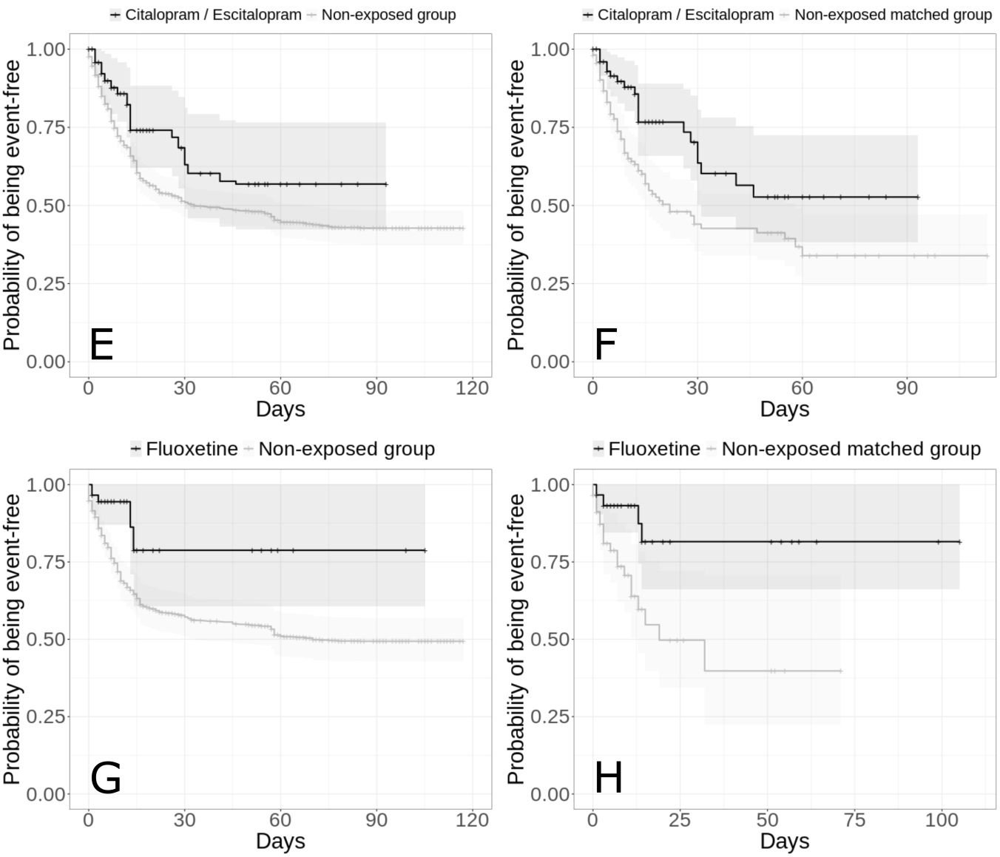 Citalopram / Escitalopram Non-exposed group
Probability of being event-free
1.00
0.75
0.50
0.25
0.00
E
0 30 60 90 120
Days
Citalopram / Escitalopram Non-exposed matched group
Probability of being event-free
1.00
0.75
0.50
0.25
0.00
F
0 30 60 90
Days
Fluoxetine Non-exposed group
Probability of being event-free
1.00
0.75
0.50
0.25
0.00
G
0 30 60 90 120
Days
Fluoxetine Non-exposed matched group
Probability of being event-free
1.00
0.75
0.50
0.25
0.00
H
0 25 50 75 100
Days